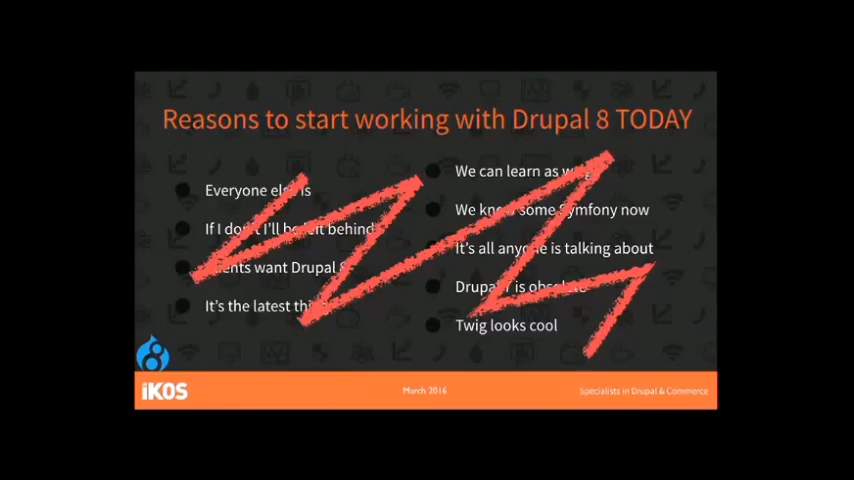 Reasons to start working with Drupal 8 TODAY
Everyone else is
If I don't I'll be left behind
Clients want Drupal 8
It's the latest thing
We can learn as we go
We know some Symfony now
It's all anyone is talking about
Drupal 7 is obsolete
Twig looks cool
iKOS
March 2016
Specialists in Drupal & Commerce